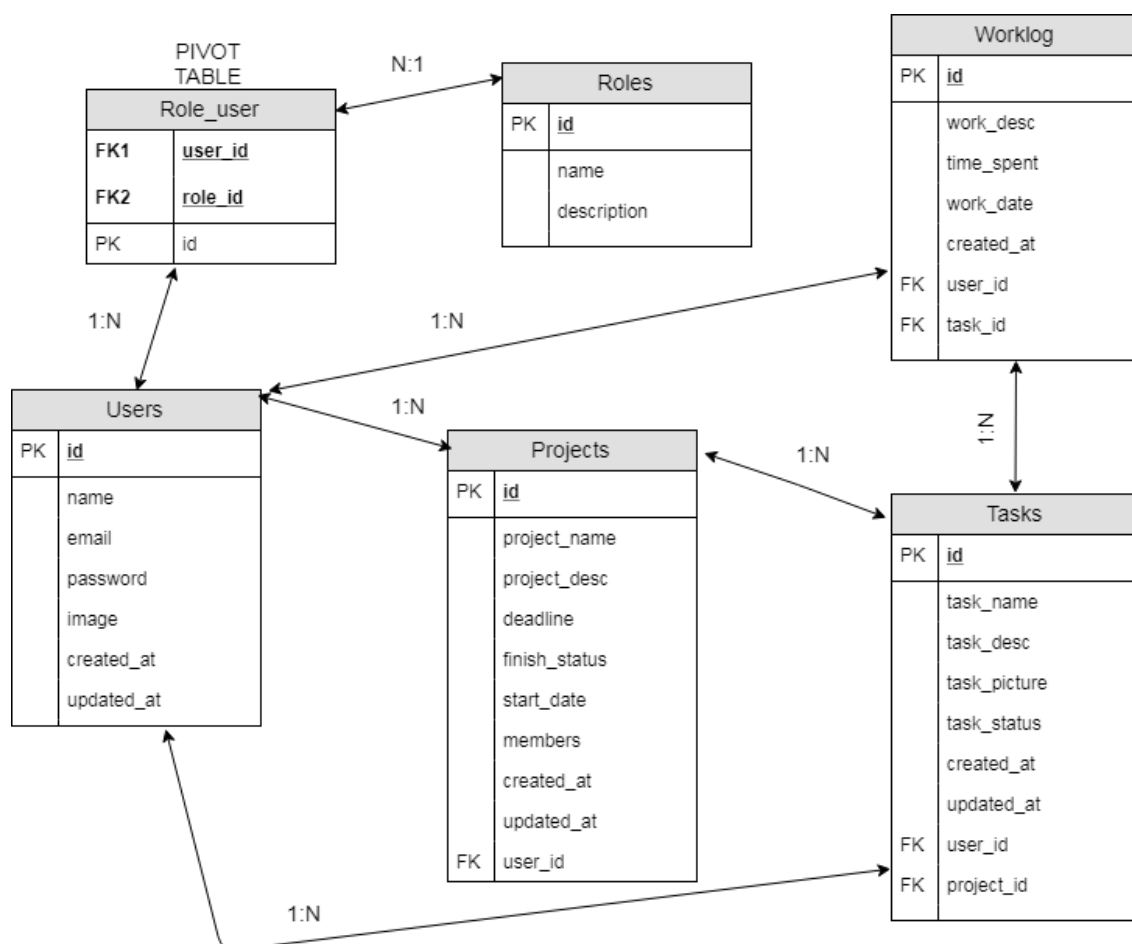 PIVOT
TABLE
Role_user
FK1 user_id
FK2 role_id
PK id
N:1
Roles
PK id
name
description
Worklog
PK id
work_desc
time_spent
work_date
created_at
FK user_id
FK task_id
1:N
1:N
1:N
1:N
1:N
Users
PK id
name
email
password
image
created_at
updated_at
Projects
PK id
project_name
project_desc
deadline
finish_status
start_date
members
created_at
updated_at
FK user_id
Tasks
PK id
task_name
task_desc
task_picture
task_status
created_at
updated_at
FK user_id
FK project_id
1:N